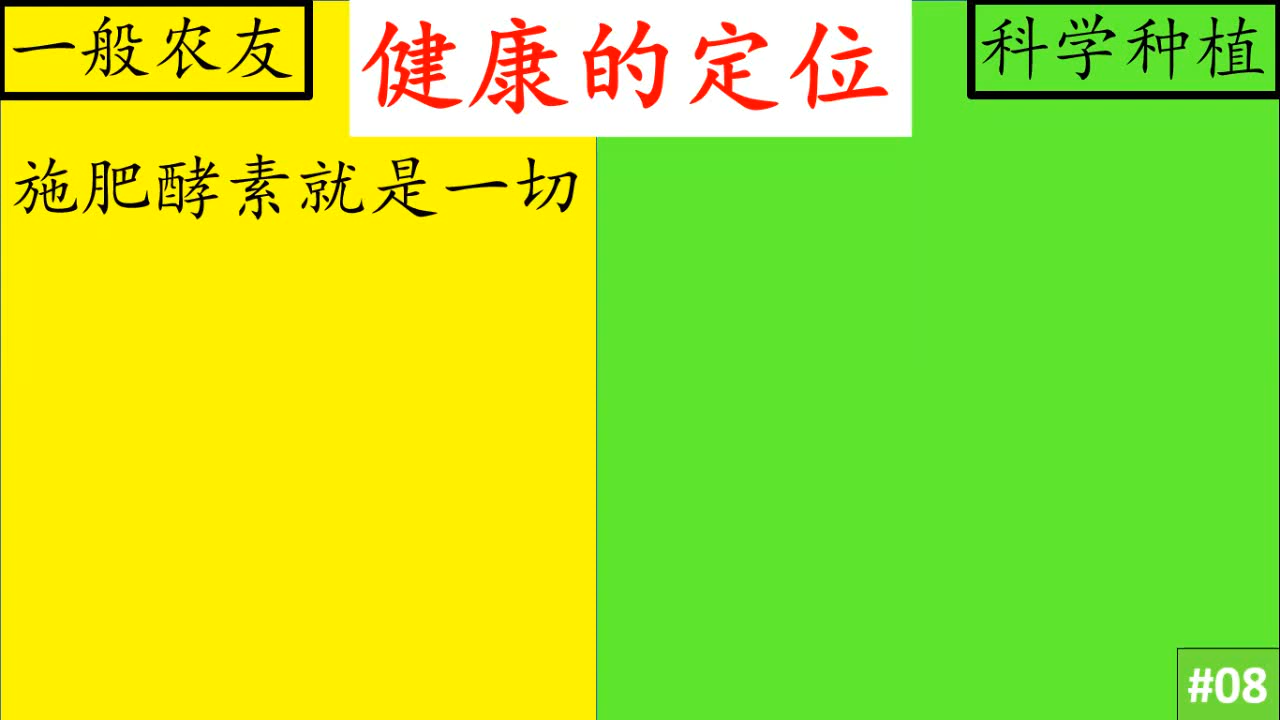 一般农友
健康的定位
科学种植
施肥酵素就是一切
#08